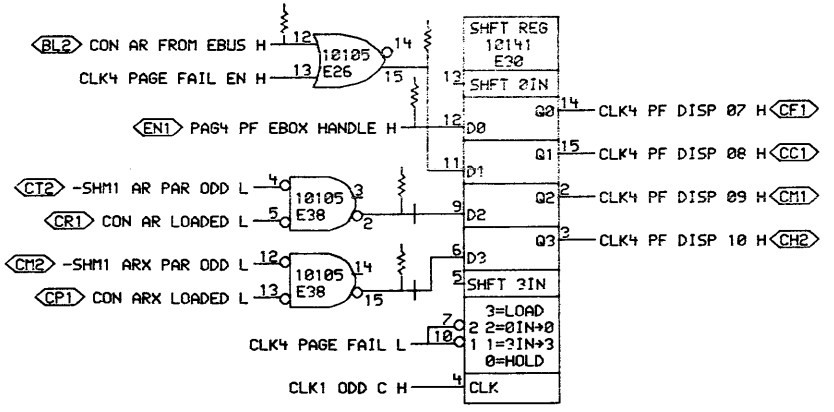 SHFT REG
10141
E30
BL2 CON AR FROM EBUS H 12
10105
E26
14
15
CLK4 PAGE FAIL EN H 13
13 SHFT 0IN
EN1 PAG4 PF EBOX HANDLE H 12 D0
Q0 14 CLK4 PF DISP 07 H CF1
11 D1
Q1 15 CLK4 PF DISP 08 H CC1
CT2 -SHM1 AR PAR ODD L 4
10105
E38
3
2
CR1 CON AR LOADED L 5
9 D2
Q2 2 CLK4 PF DISP 09 H CM1
6 D3
Q3 3 CLK4 PF DISP 10 H CH2
CM2 -SHM1 ARX PAR ODD L 12
10105
E38
14
15
CP1 CON ARX LOADED L 13
5 SHFT 3IN
3=LOAD
7 2 2=0IN→0
10 1 1=3IN→3
0=HOLD
CLK4 PAGE FAIL L
CLK1 ODD C H 4 CLK